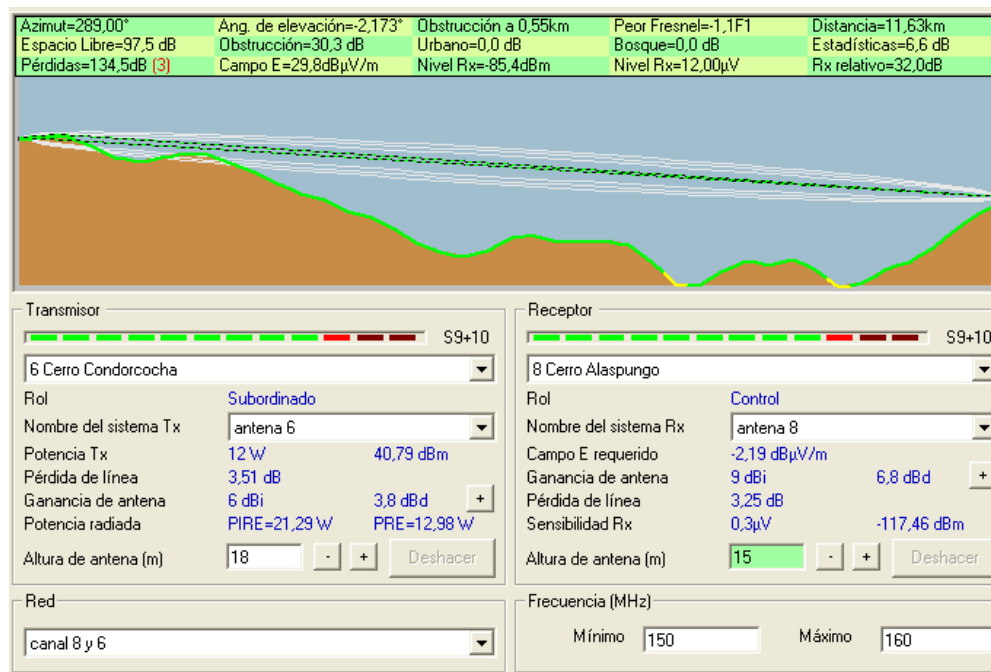 Azimut=289,00° Ang. de elevación=-2,173° Obstrucción a 0,55km Peor Fresnel=-1,1F1 Distancia=11,63km
Espacio Libre=97,5 dB Obstrucción=30,3 dB Urbano=0,0 dB Bosque=0,0 dB Estadísticas=6,6 dB
Pérdidas=134,5dB (3) Campo E=29,8dBµV/m Nivel Rx=-85,4dBm Nivel Rx=12,00µV Rx relativo=32,0dB
Transmisor
S9+10
6 Cerro Condorcocha
Rol Subordinado
Nombre del sistema Tx antena 6
Potencia Tx 12 W 40,79 dBm
Pérdida de línea 3,51 dB
Ganancia de antena 6 dBi 3,8 dBd +
Potencia radiada PIRE=21,29 W PRE=12,98 W
Altura de antena (m) 18 - + Deshacer
Red
canal 8 y 6
Receptor
S9+10
8 Cerro Alaspungo
Rol Control
Nombre del sistema Rx antena 8
Campo E requerido -2,19 dBµV/m
Ganancia de antena 9 dBi 6,8 dBd +
Pérdida de línea 3,25 dB
Sensibilidad Rx 0,3µV -117,46 dBm
Altura de antena (m) 15 - + Deshacer
Frecuencia (MHz)
Mínimo 150 Máximo 160